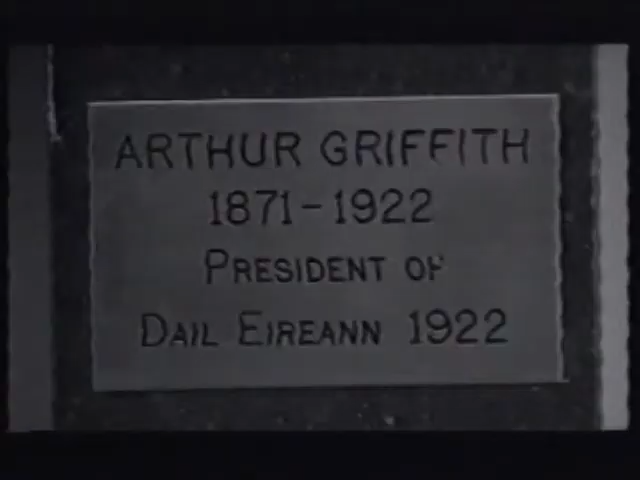 ARTHUR GRIFFITH
1871-1922
PRESIDENT OF
DAIL EIREANN 1922